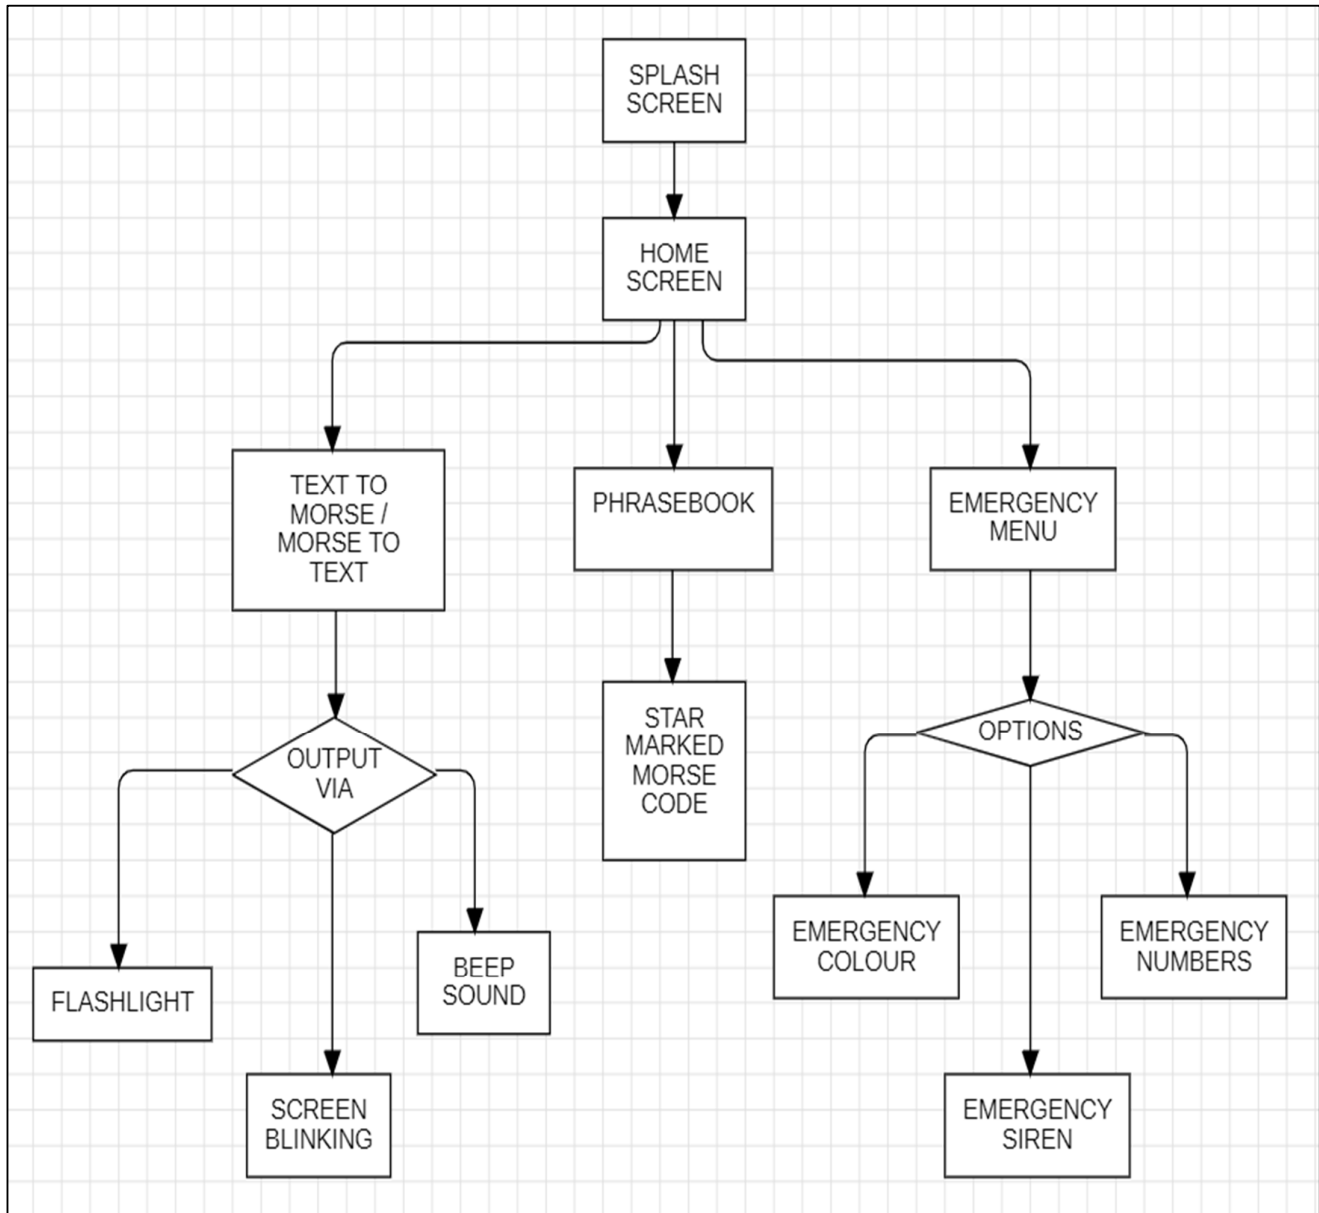 SPLASH
SCREEN
HOME
SCREEN
TEXT TO
MORSE /
MORSE TO
TEXT
PHRASEBOOK
EMERGENCY
MENU
OUTPUT
VIA
STAR
MARKED
MORSE
CODE
OPTIONS
FLASHLIGHT
SCREEN
BLINKING
BEEP
SOUND
EMERGENCY
COLOUR
EMERGENCY
SIREN
EMERGENCY
NUMBERS